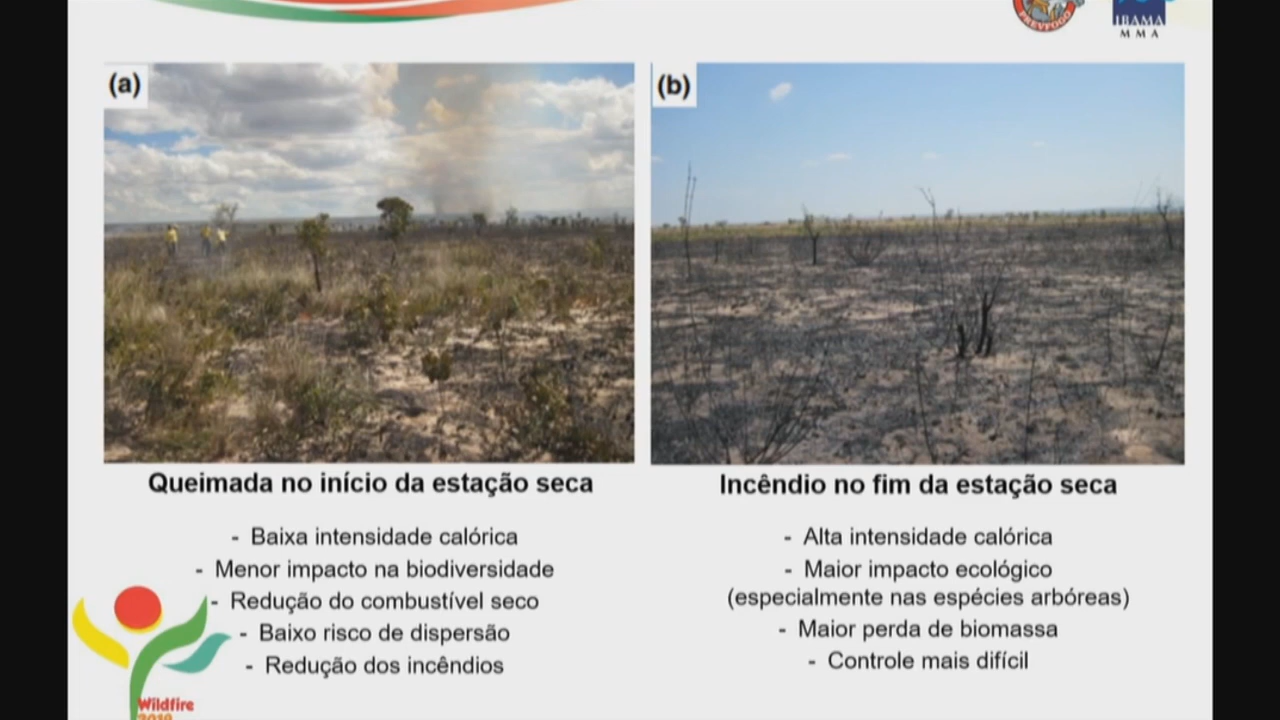 PREVFOGO
IBAMA
MMA
(a)
(b)
Queimada no início da estação seca
- Baixa intensidade calórica
- Menor impacto na biodiversidade
- Redução do combustível seco
- Baixo risco de dispersão
- Redução dos incêndios
Incêndio no fim da estação seca
- Alta intensidade calórica
- Maior impacto ecológico
(especialmente nas espécies arbóreas)
- Maior perda de biomassa
- Controle mais difícil
Wildfire
2019